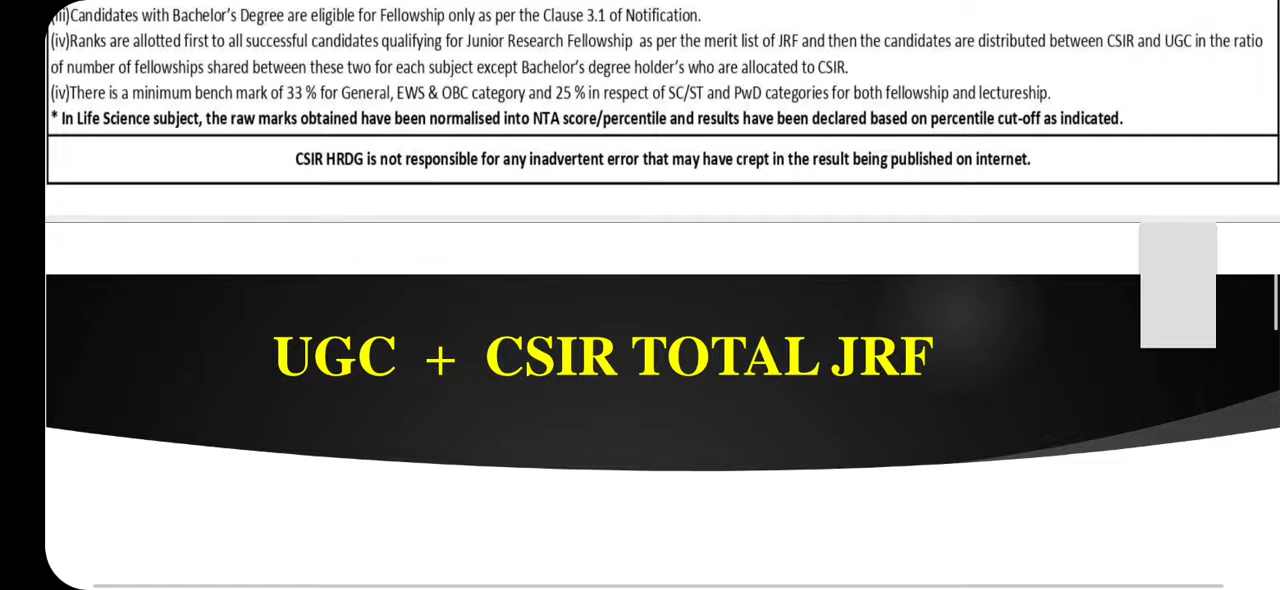 (iii)Candidates with Bachelor's Degree are eligible for Fellowship only as per the Clause 3.1 of Notification.
(iv)Ranks are allotted first to all successful candidates qualifying for Junior Research Fellowship as per the merit list of JRF and then the candidates are distributed between CSIR and UGC in the ratio
of number of fellowships shared between these two for each subject except Bachelor's degree holder's who are allocated to CSIR.
(iv)There is a minimum bench mark of 33 % for General, EWS & OBC category and 25 % in respect of SC/ST and PwD categories for both fellowship and lectureship.
* In Life Science subject, the raw marks obtained have been normalised into NTA score/percentile and results have been declared based on percentile cut-off as indicated.
CSIR HRDG is not responsible for any inadvertent error that may have crept in the result being published on internet.
UGC + CSIR TOTAL JRF